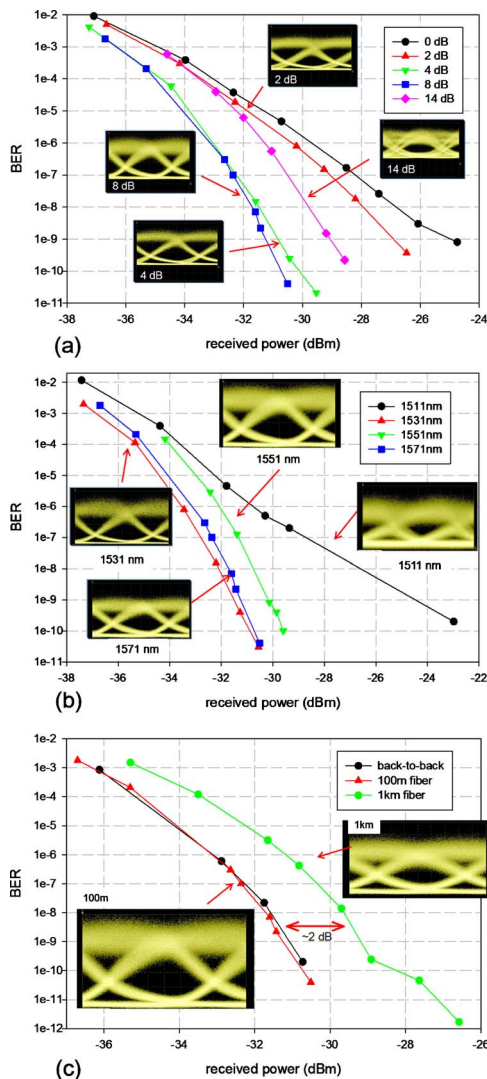 1e-2
1e-3
1e-4
1e-5
1e-6
1e-7
1e-8
1e-9
1e-10
1e-11
BER
0 dB
2 dB
4 dB
8 dB
14 dB
2 dB
14 dB
8 dB
4 dB
-38 -36 -34 -32 -30 -28 -26 -24
(a) received power (dBm)
1e-2
1e-3
1e-4
1e-5
1e-6
1e-7
1e-8
1e-9
1e-10
1e-11
BER
1511nm
1531nm
1551nm
1571nm
1551 nm
1531 nm
1511 nm
1571 nm
-38 -36 -34 -32 -30 -28 -26 -24 -22
(b) received power (dBm)
1e-2
1e-3
1e-4
1e-5
1e-6
1e-7
1e-8
1e-9
1e-10
1e-11
1e-12
BER
back-to-back
100m fiber
1km fiber
1km
100m
~2 dB
-36 -34 -32 -30 -28 -26
(c) received power (dBm)